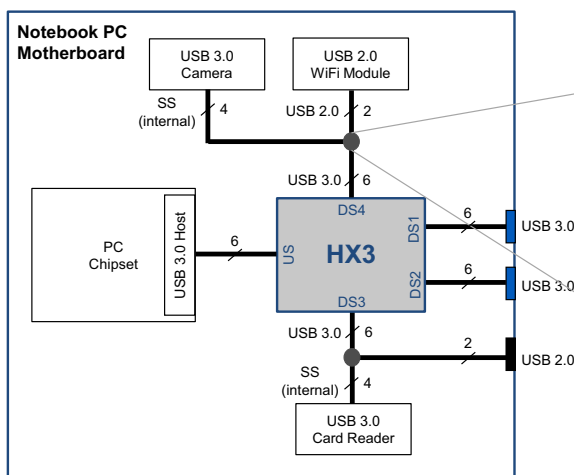 Notebook PC
Motherboard
USB 3.0
Camera
USB 2.0
WiFi Module
SS
(internal)
4
USB 2.0
2
USB 3.0
6
PC
Chipset
USB 3.0 Host
6
US
HX3
DS4
DS1
DS2
DS3
6
USB 3.0
6
USB 3.0
USB 3.0
6
2
USB 2.0
SS
(internal)
4
USB 3.0
Card Reader